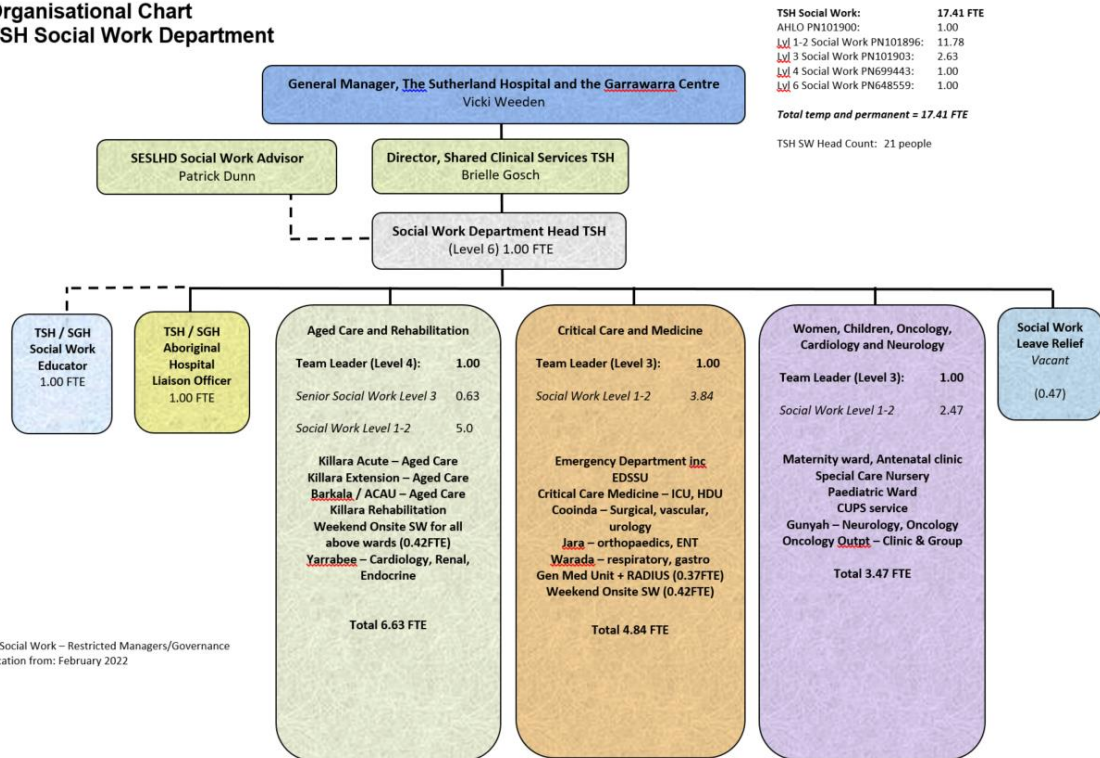 Organisational Chart
TSH Social Work Department
TSH Social Work: 17.41 FTE
AHLO PN101900: 1.00
Lvl 1-2 Social Work PN101896: 11.78
Lvl 3 Social Work PN101903: 2.63
Lvl 4 Social Work PN699443: 1.00
Lvl 6 Social Work PN648559: 1.00
Total temp and permanent = 17.41 FTE
TSH SW Head Count: 21 people
General Manager, The Sutherland Hospital and the Garrawarra Centre
Vicki Weeden
SESLHD Social Work Advisor
Patrick Dunn
Director, Shared Clinical Services TSH
Brielle Gosch
Social Work Department Head TSH
(Level 6) 1.00 FTE
TSH / SGH
Social Work
Educator
1.00 FTE
TSH / SGH
Aboriginal
Hospital
Liaison Officer
1.00 FTE
Aged Care and Rehabilitation
Team Leader (Level 4): 1.00
Senior Social Work Level 3 0.63
Social Work Level 1-2 5.0
Killara Acute – Aged Care
Killara Extension – Aged Care
Barkala / ACAU – Aged Care
Killara Rehabilitation
Weekend Onsite SW for all
above wards (0.42FTE)
Yarrabee – Cardiology, Renal,
Endocrine
Total 6.63 FTE
Critical Care and Medicine
Team Leader (Level 3): 1.00
Social Work Level 1-2 3.84
Emergency Department inc
EDSSU
Critical Care Medicine – ICU, HDU
Cooinda – Surgical, vascular,
urology
Jara – orthopaedics, ENT
Warada – respiratory, gastro
Gen Med Unit + RADIUS (0.37FTE)
Weekend Onsite SW (0.42FTE)
Total 4.84 FTE
Women, Children, Oncology,
Cardiology and Neurology
Team Leader (Level 3): 1.00
Social Work Level 1-2 2.47
Maternity ward, Antenatal clinic
Special Care Nursery
Paediatric Ward
CUPS service
Gunyah – Neurology, Oncology
Oncology Outpt – Clinic & Group
Total 3.47 FTE
Social Work
Leave Relief
Vacant
(0.47)
Social Work – Restricted Managers/Governance
from: February 2022